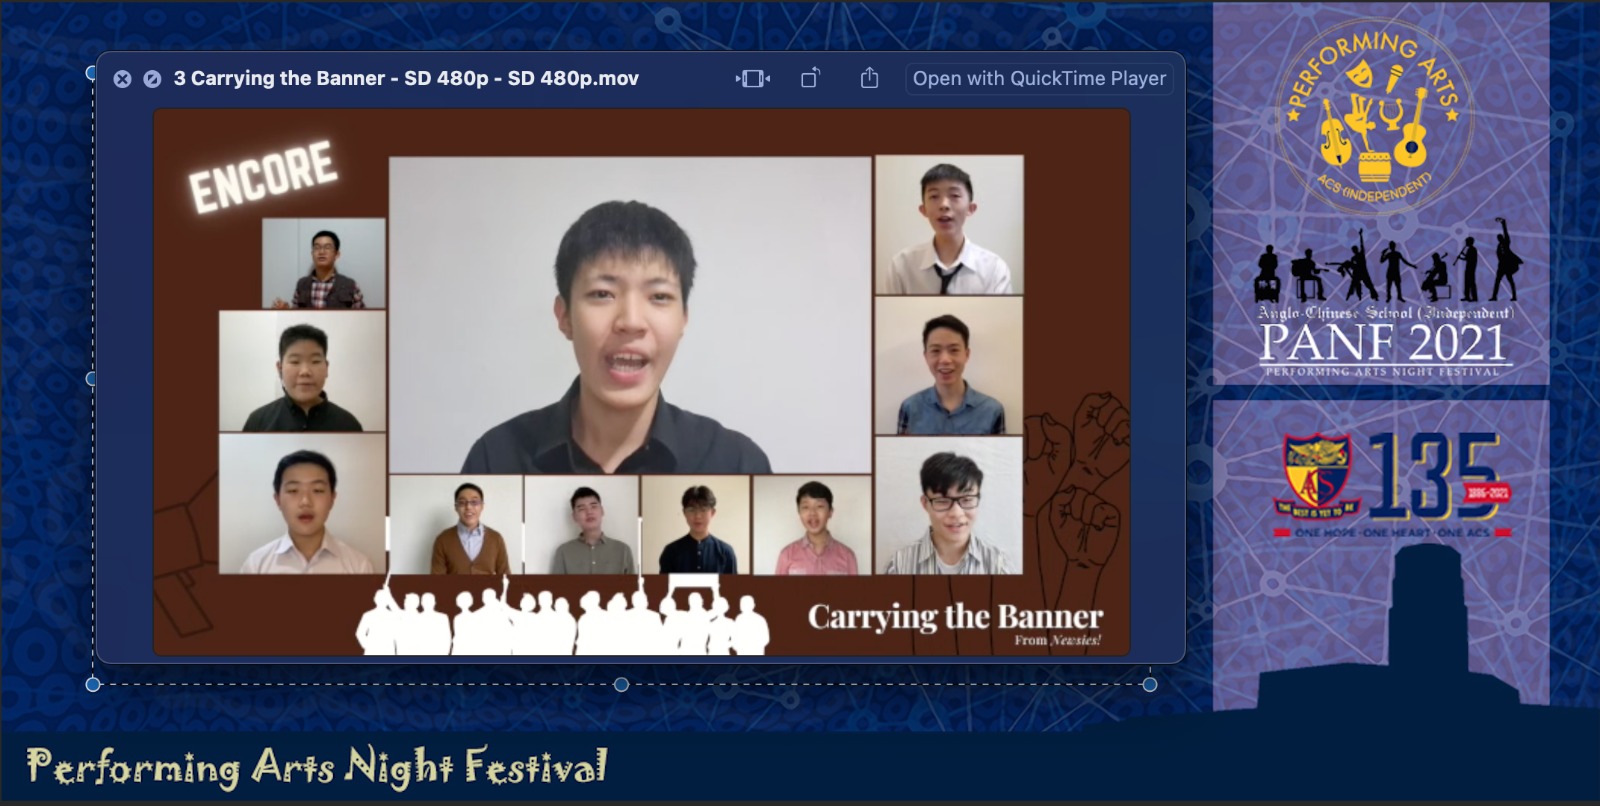 3 Carrying the Banner - SD 480p - SD 480p.mov
Open with QuickTime Player
ENCORE
Carrying the Banner
From Newsies!
PERFORMING ARTS
ACS (INDEPENDENT)
Anglo-Chinese School (Independent)
PANF 2021
PERFORMING ARTS NIGHT FESTIVAL
ACS
THE BEST IS YET TO BE
135
1886-2021
ONE HOPE · ONE HEART · ONE ACS
Performing Arts Night Festival